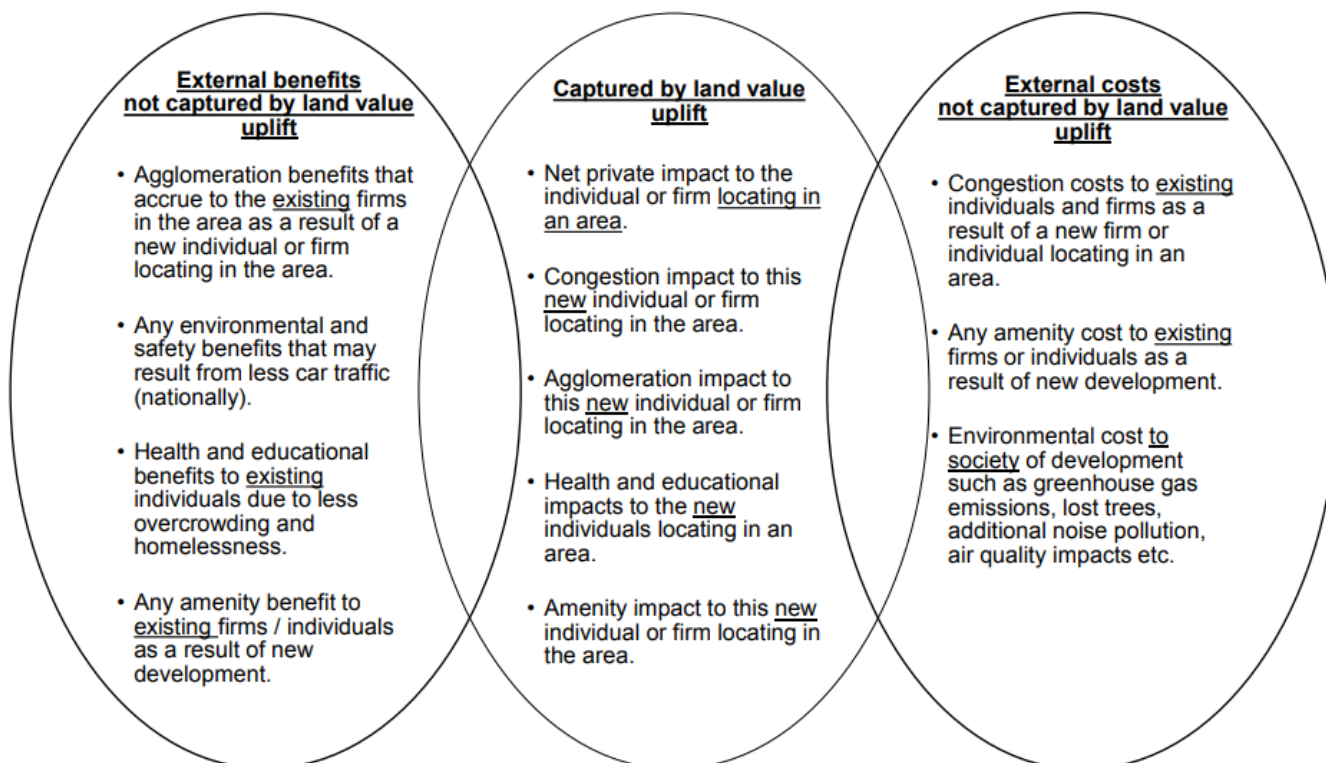 External benefits
not captured by land value
uplift
• Agglomeration benefits that
accrue to the existing firms
in the area as a result of a
new individual or firm
locating in the area.
• Any environmental and
safety benefits that may
result from less car traffic
(nationally).
• Health and educational
benefits to existing
individuals due to less
overcrowding and
homelessness.
• Any amenity benefit to
existing firms / individuals
as a result of new
development.
Captured by land value
uplift
• Net private impact to the
individual or firm locating in
an area.
• Congestion impact to this
new individual or firm
locating in the area.
• Agglomeration impact to
this new individual or firm
locating in the area.
• Health and educational
impacts to the new
individuals locating in an
area.
• Amenity impact to this new
individual or firm locating in
the area.
External costs
not captured by land value
uplift
• Congestion costs to existing
individuals and firms as a
result of a new firm or
individual locating in an
area.
• Any amenity cost to existing
firms or individuals as a
result of new development.
• Environmental cost to
society of development
such as greenhouse gas
emissions, lost trees,
additional noise pollution,
air quality impacts etc.